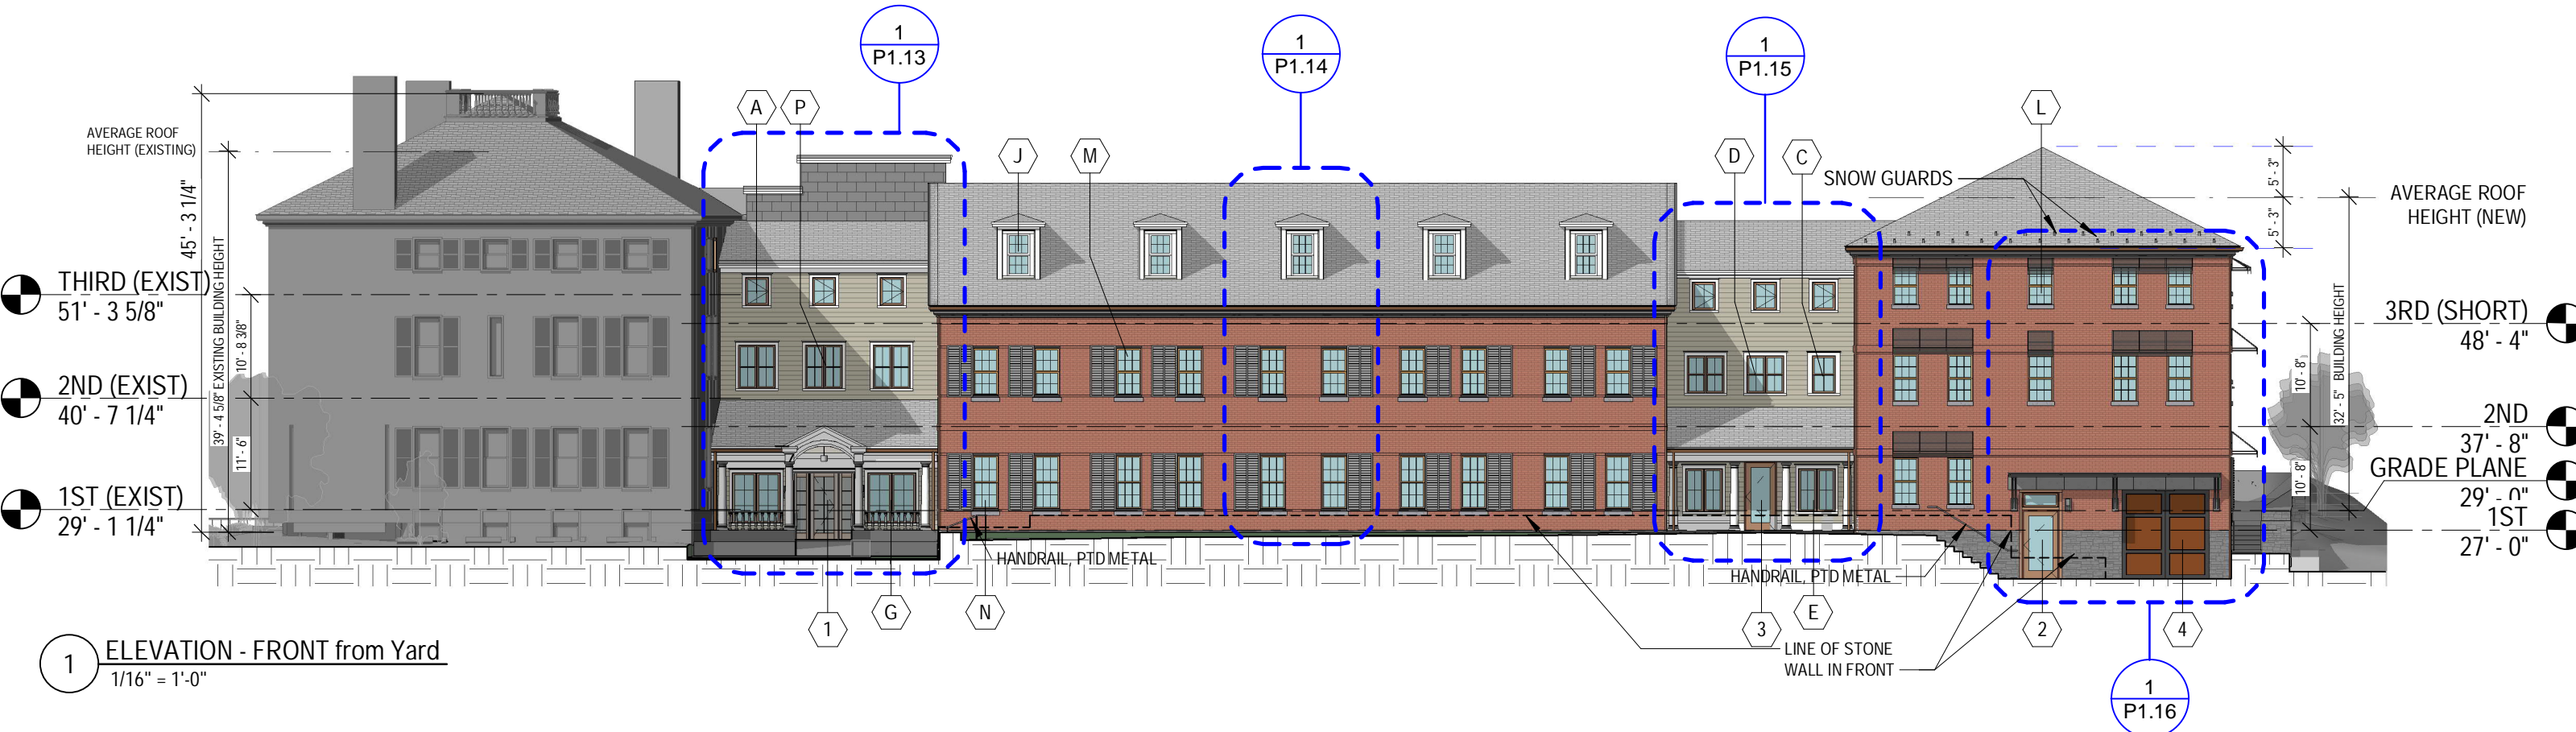 1
P1.13
1
P1.14
1
P1.15
A
P
J
M
D
C
L
AVERAGE ROOF
HEIGHT (EXISTING)
45' - 3 1/4"
39' - 4 5/8" EXISTING BUILDING HEIGHT
10' - 8 3/8"
11' - 6"
THIRD (EXIST)
51' - 3 5/8"
2ND (EXIST)
40' - 7 1/4"
1ST (EXIST)
29' - 1 1/4"
SNOW GUARDS
5' - 3"
5' - 3"
AVERAGE ROOF
HEIGHT (NEW)
32' - 5" BUILDING HEIGHT
10' - 8"
10' - 8"
3RD (SHORT)
48' - 4"
2ND
37' - 8"
GRADE PLANE
29' - 0"
1ST
27' - 0"
HANDRAIL, PTD METAL
HANDRAIL, PTD METAL
1
G
N
3
E
2
4
LINE OF STONE
WALL IN FRONT
1
P1.16
1
ELEVATION - FRONT from Yard
1/16" = 1'-0"